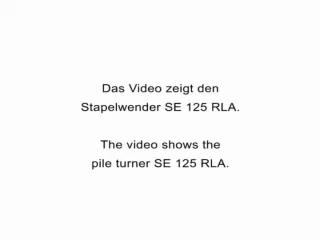 Das Video zeigt den
Stapelwender SE 125 RLA.
The video shows the
pile turner SE 125 RLA.